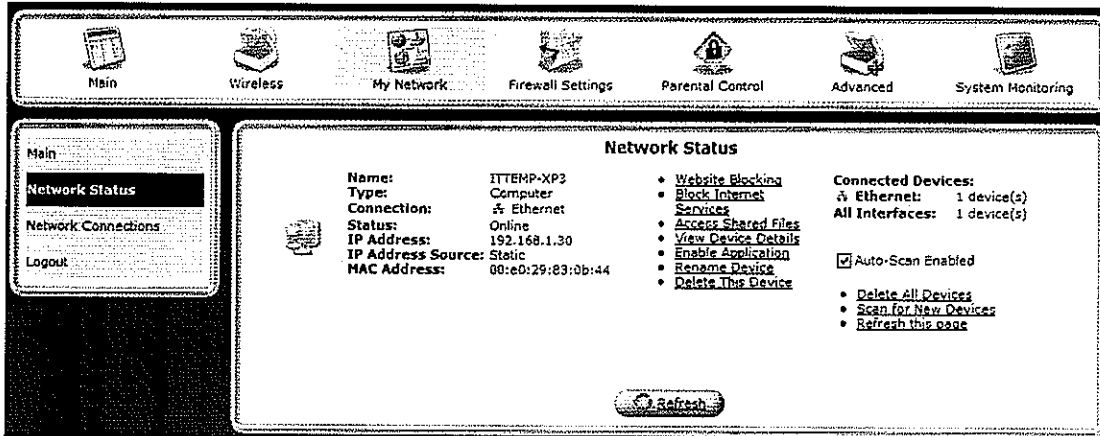 Main
Wireless
My Network
Firewall Settings
Parental Control
Advanced
System Monitoring
Main
Network Status
Network Connections
Logout
Network Status
Name: ITTEMP-XP3
Type: Computer
Connection: Ethernet
Status: Online
IP Address: 192.168.1.30
IP Address Source: Static
MAC Address: 00:e0:29:83:0b:44
• Website Blocking
• Block Internet
Services
• Access Shared Files
• View Device Details
• Enable Application
• Rename Device
• Delete This Device
Connected Devices:
Ethernet: 1 device(s)
All Interfaces: 1 device(s)
Auto-Scan Enabled
• Delete All Devices
• Scan for New Devices
• Refresh this page
Refresh